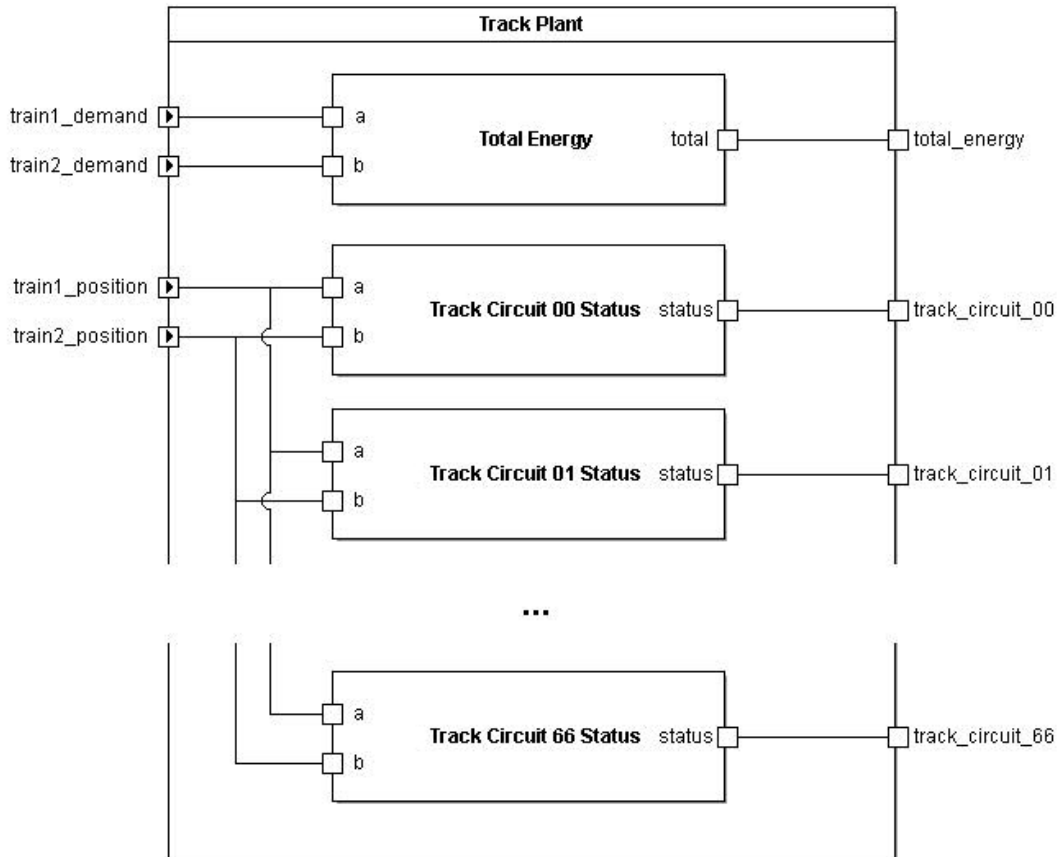 Track Plant
train1_demand
a
Total Energy
total
total_energy
train2_demand
b
train1_position
a
Track Circuit 00 Status
status
track_circuit_00
train2_position
b
a
Track Circuit 01 Status
status
track_circuit_01
b
...
a
Track Circuit 66 Status
status
track_circuit_66
b